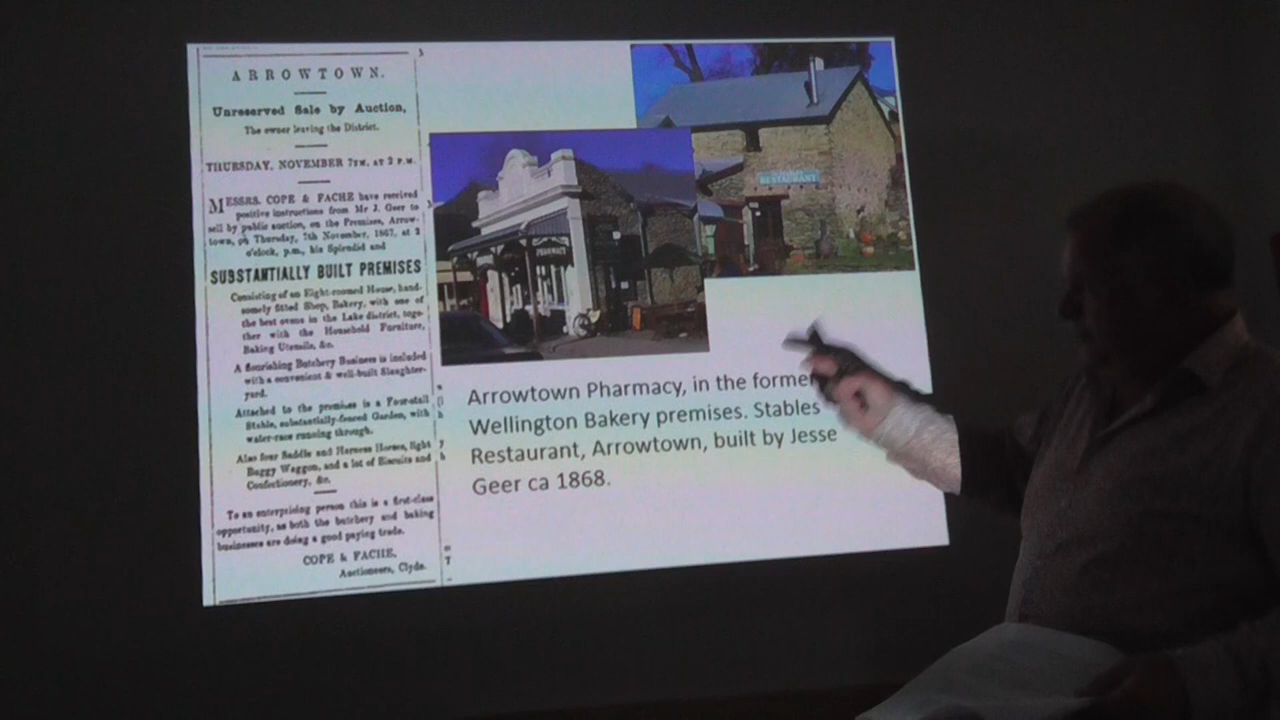 ARROWTOWN.
Unreserved Sale by Auction,
The owner leaving the District.
THURSDAY, NOVEMBER 7TH, AT 2 P.M.
MESSRS. COPE & FACHE have received
positive instructions from Mr J. Geer to
sell by public auction, on the Premises, Arrow-
town, on Thursday, 7th November, 1867, at 2
o'clock, p.m., his Splendid and
SUBSTANTIALLY BUILT PREMISES
Consisting of an Eight-roomed House, hand-
somely fitted Shop, Bakery, with one of
the best ovens in the Lake district, toge-
ther with the Household Furniture,
Baking Utensils, &c.
A flourishing Butchery Business is included
with a convenient & well-built Slaughter-
yard.
Attached to the premises is a Four-stall
Stable, substantially-fenced Garden, with
water-race running through.
Also four Saddle and Harness Horses, light
Buggy Waggon, and a lot of Biscuits and
Confectionery, &c.
To an enterprising person this is a first-class
opportunity, as both the butchery and baking
businesses are doing a good paying trade.
COPE & FACHE,
Auctioneers, Clyde.
PHARMACY
RESTAURANT
Arrowtown Pharmacy, in the former
Wellington Bakery premises. Stables
Restaurant, Arrowtown, built by Jesse
Geer ca 1868.